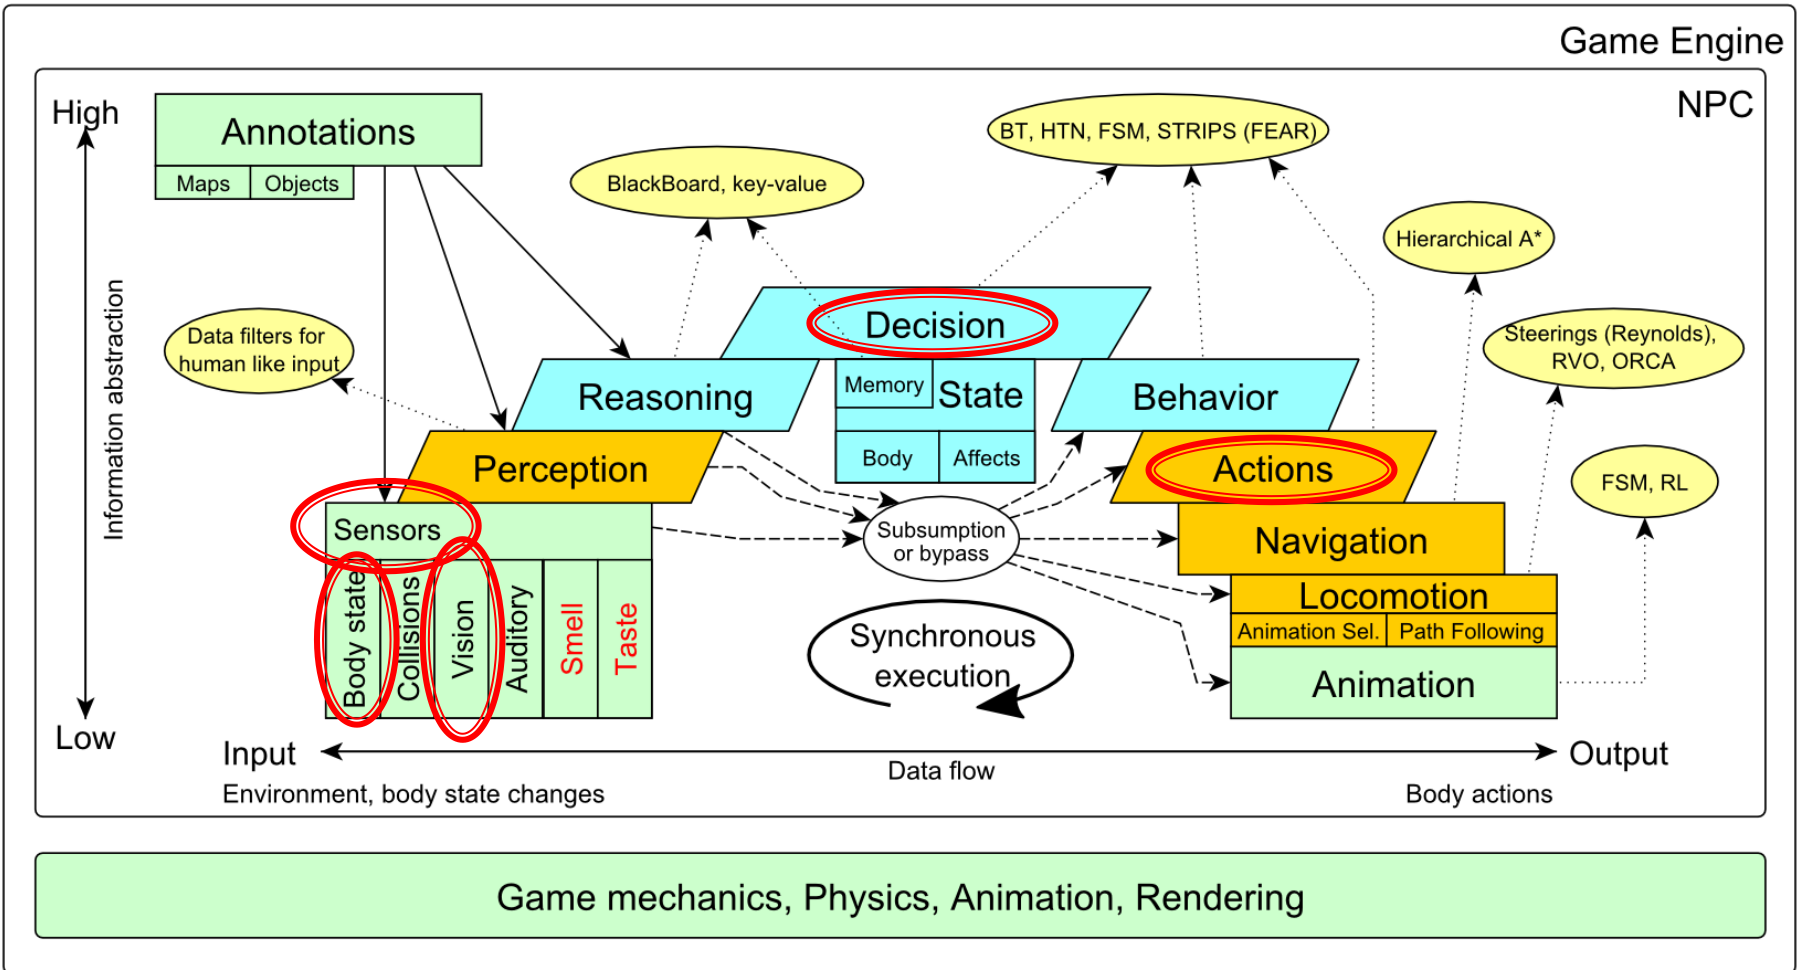 Game Engine
NPC
High
Annotations
Maps
Objects
BlackBoard, key-value
BT, HTN, FSM, STRIPS (FEAR)
Hierarchical A*
Information abstraction
Data filters for
human like input
Decision
Steerings (Reynolds),
RVO, ORCA
Reasoning
Memory
State
Behavior
Body
Affects
Perception
Actions
FSM, RL
Sensors
Subsumption
or bypass
Navigation
Body state
Collisions
Vision
Auditory
Smell
Taste
Locomotion
Animation Sel.
Path Following
Synchronous
execution
Animation
Low
Input
Data flow
Output
Environment, body state changes
Body actions
Game mechanics, Physics, Animation, Rendering